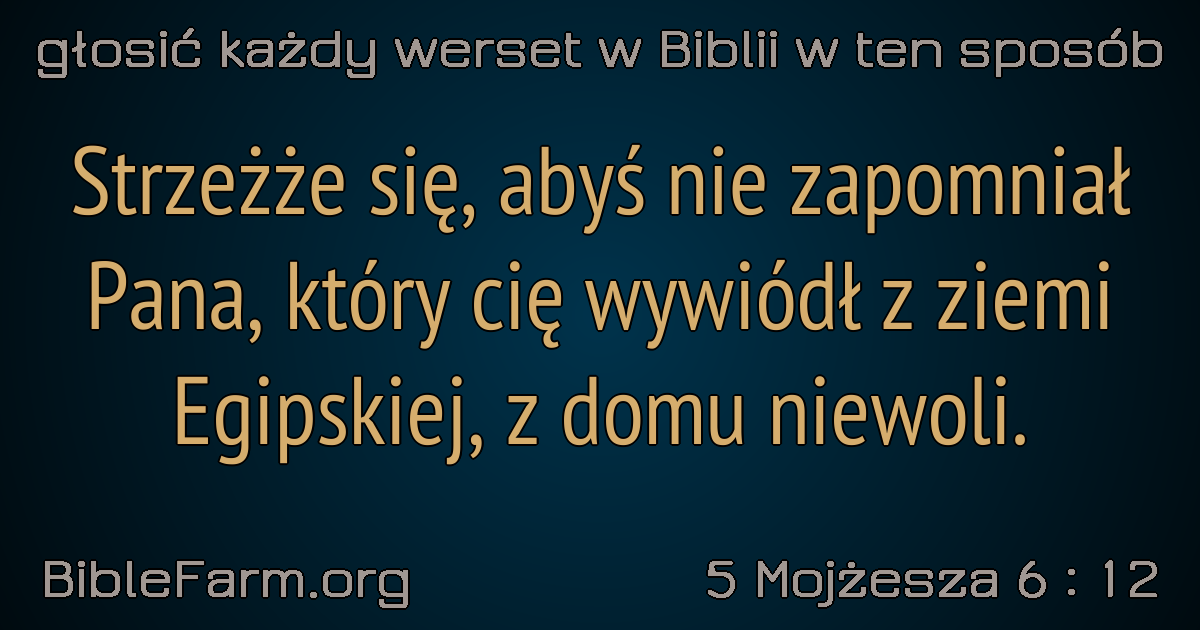 głosić każdy werset w Biblii w ten sposób
Strzeżże się, abyś nie zapomniał
Pana, który cię wywiódł z ziemi
Egipskiej, z domu niewoli.
BibleFarm.org
5 Mojżesza 6 : 12